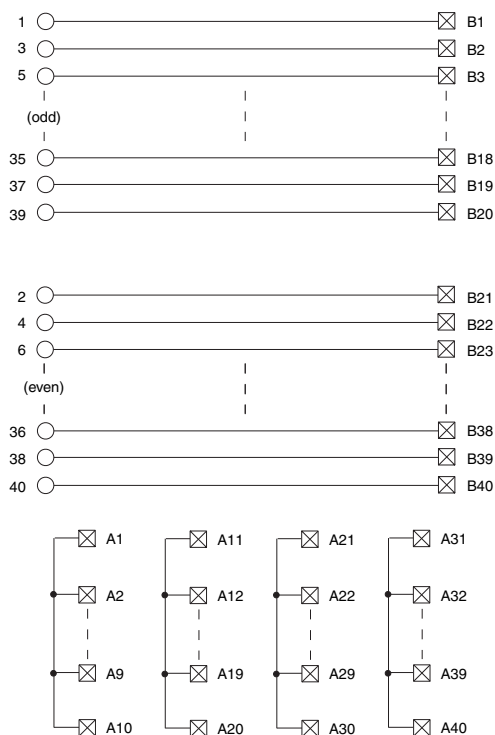 1 B1
3 B2
5 B3
(odd)
35 B18
37 B19
39 B20
2 B21
4 B22
6 B23
(even)
36 B38
38 B39
40 B40
A1 A11 A21 A31
A2 A12 A22 A32
A9 A19 A29 A39
A10 A20 A30 A40